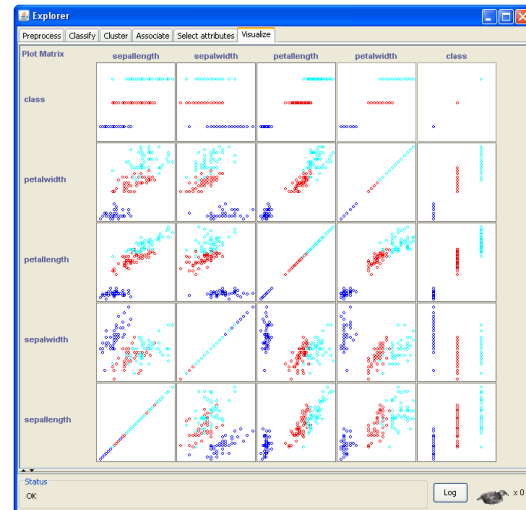 Explorer
Preprocess Classify Cluster Associate Select attributes Visualize
Plot Matrix sepallength sepalwidth petallength petalwidth class
class
petalwidth
petallength
sepalwidth
sepallength
Status
OK
Log
x 0